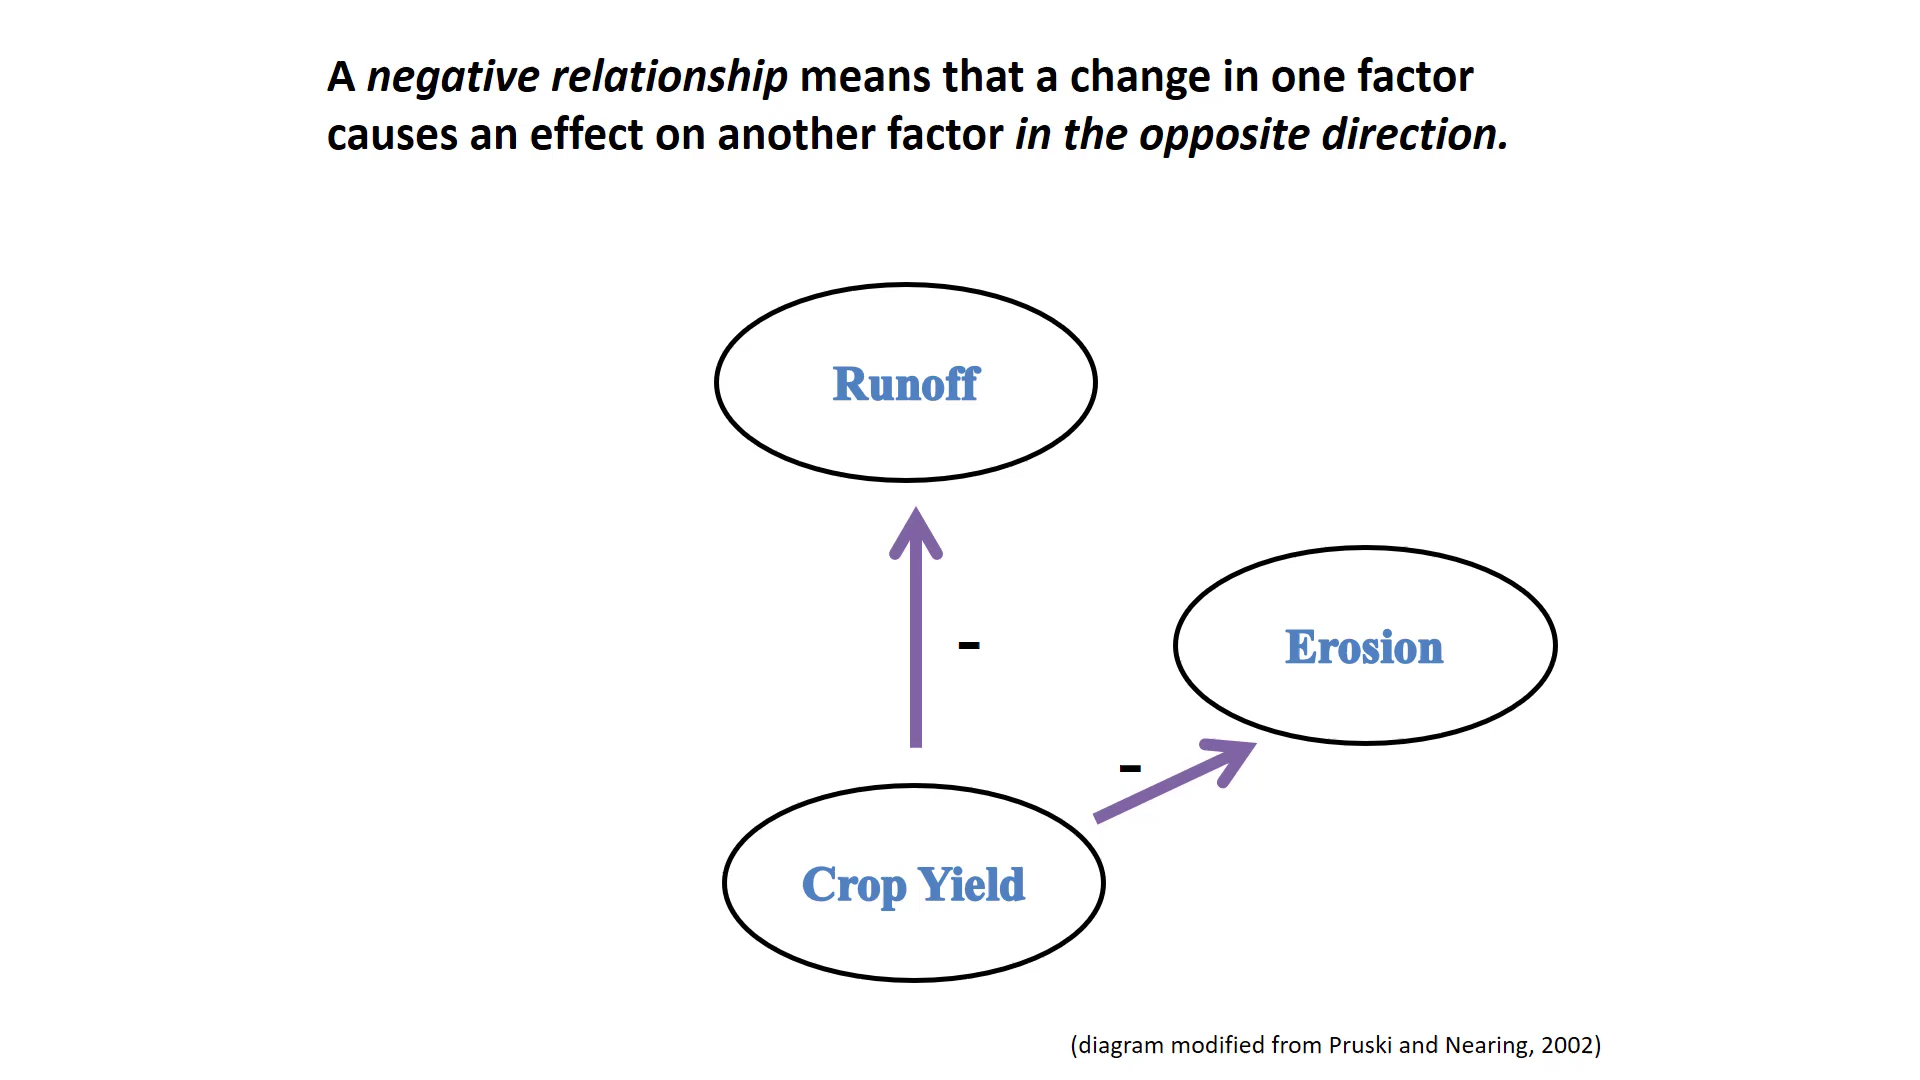 A negative relationship means that a change in one factor
causes an effect on another factor in the opposite direction.
Runoff
-
Erosion
-
Crop Yield
(diagram modified from Pruski and Nearing, 2002)